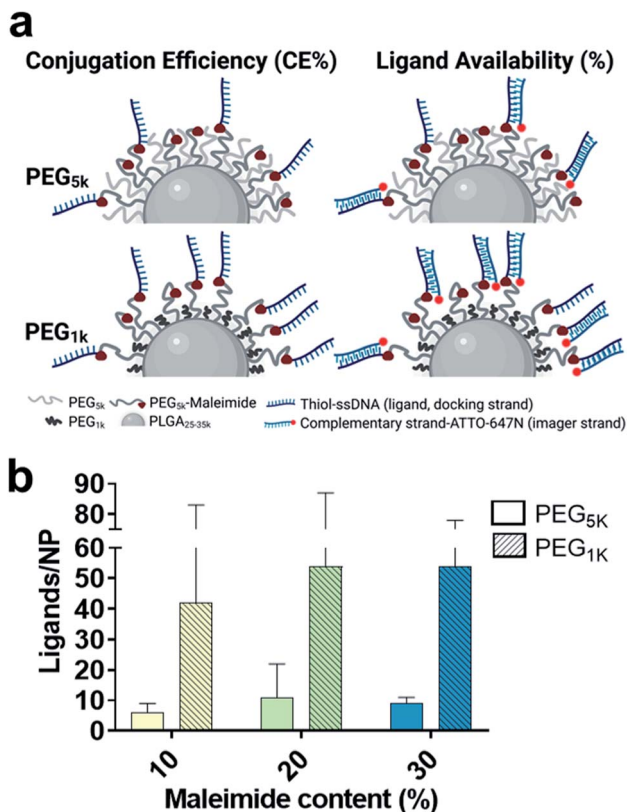 a
Conjugation Efficiency (CE%) Ligand Availability (%)
PEG5k
PEG1k
PEG5k PEG5k-Maleimide Thiol-ssDNA (ligand, docking strand)
PEG1k PLGA25-35k Complementary strand-ATTO-647N (imager strand)
b
90
80
60
50
40
30
20
10
0
Ligands/NP
PEG5K
PEG1K
10 20 30
Maleimide content (%)